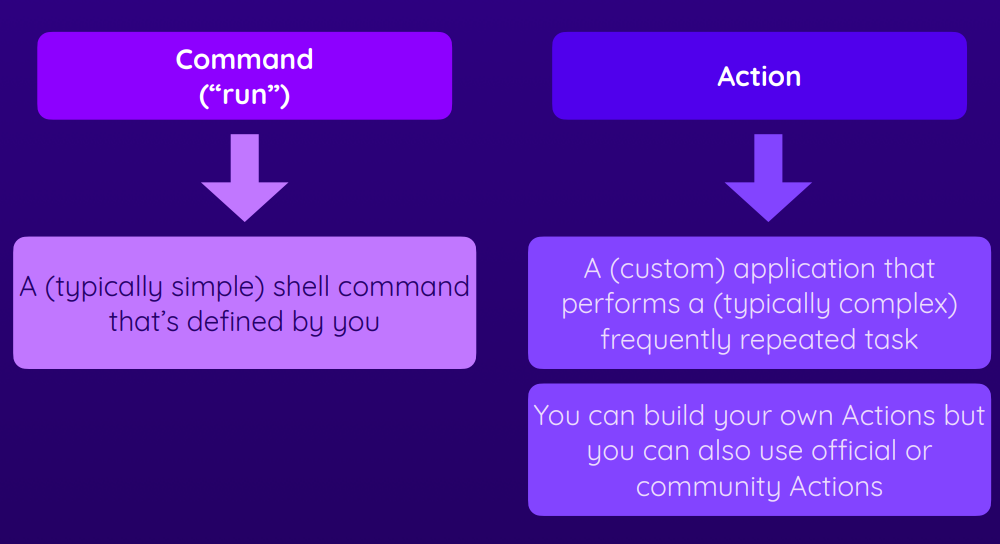 Command
(“run”)
Action
A (typically simple) shell command
that’s defined by you
A (custom) application that
performs a (typically complex)
frequently repeated task
You can build your own Actions but
you can also use official or
community Actions